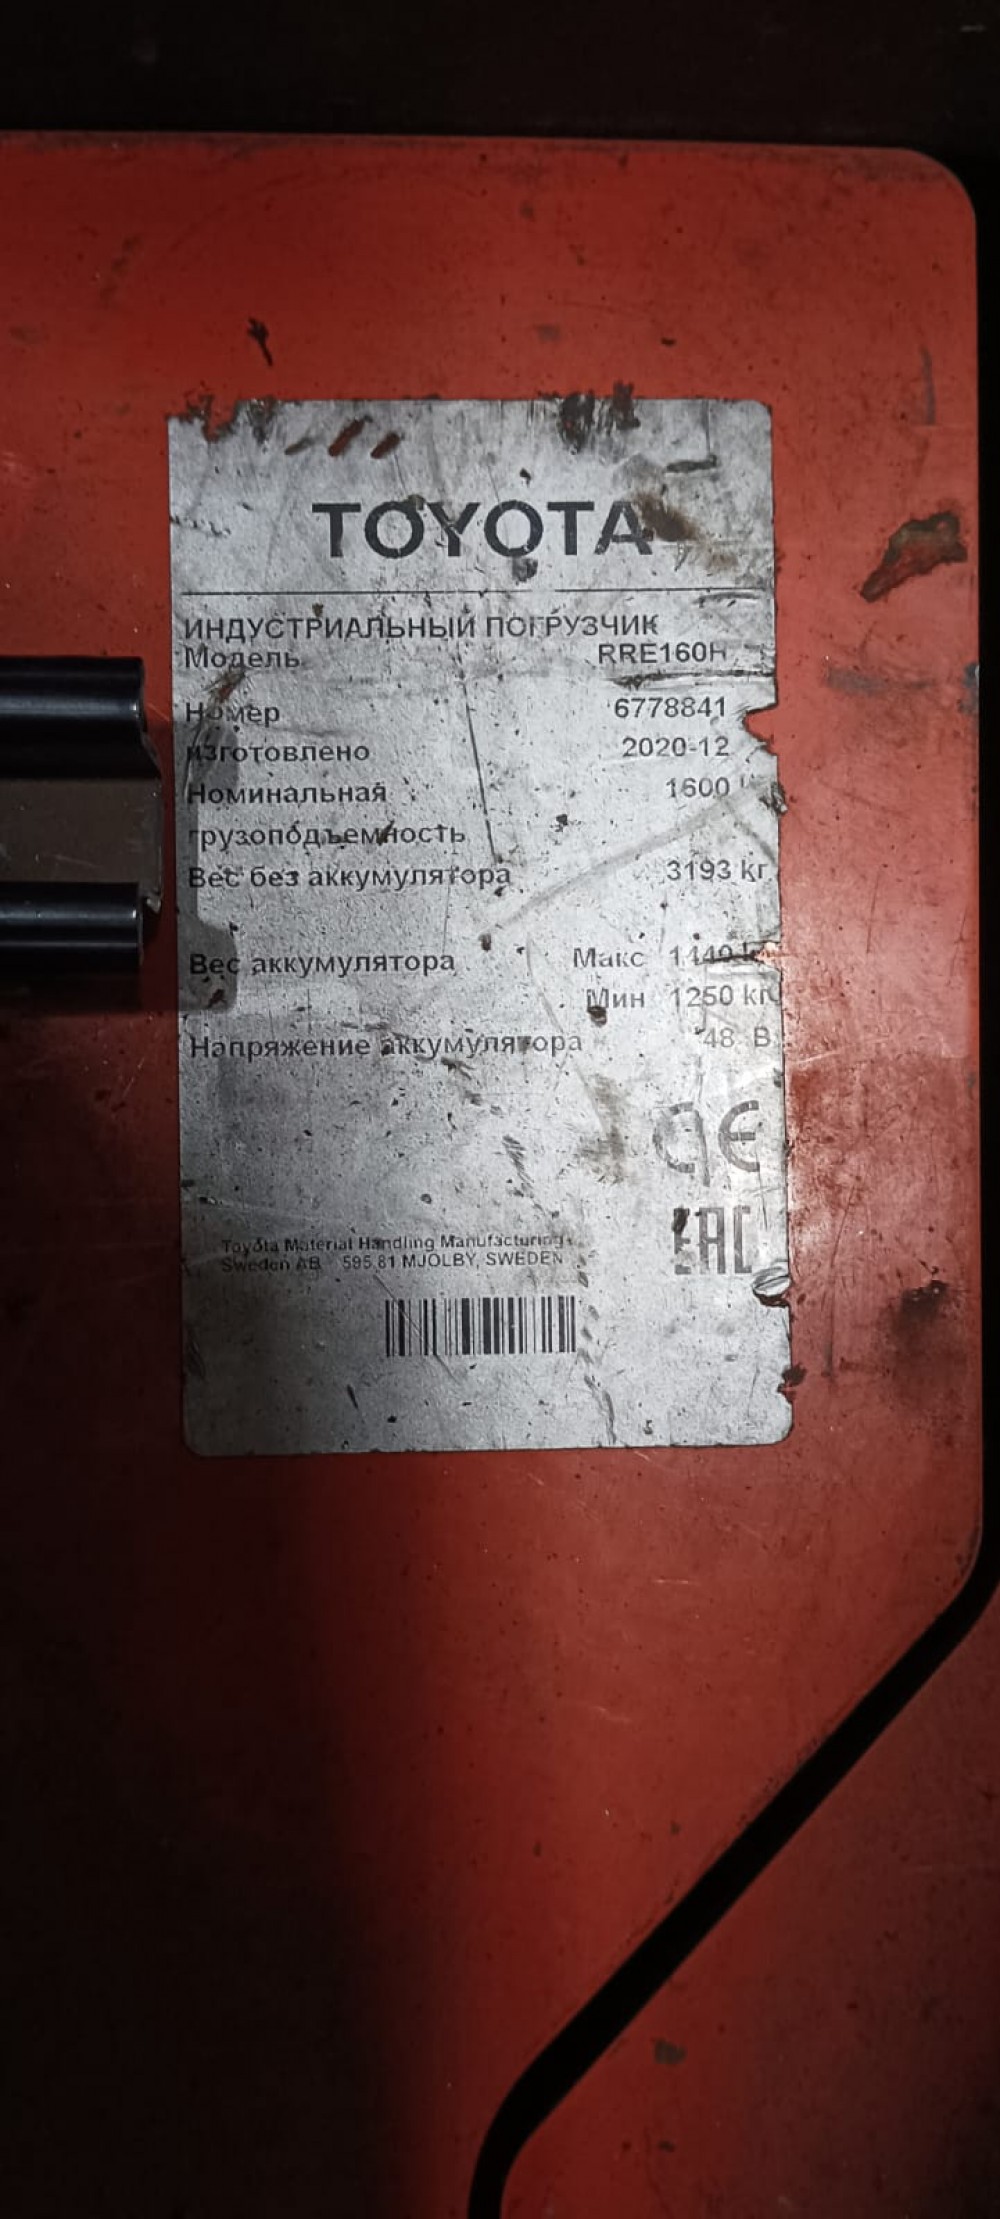 TOYOTA
ИНДУСТРИАЛЬНЫЙ ПОГРУЗЧИК
Модель RRE160H
Номер 6778841
изготовлено 2020-12
Номинальная 1600
грузоподъемность
Вес без аккумулятора 3193 кг
Вес аккумулятора Макс 1140
Мин 1250 кг
Напряжение аккумулятора 48 В
CE
EAC
Toyota Material Handling Manufacturing
Sweden AB 595 81 MJÖLBY, SWEDEN